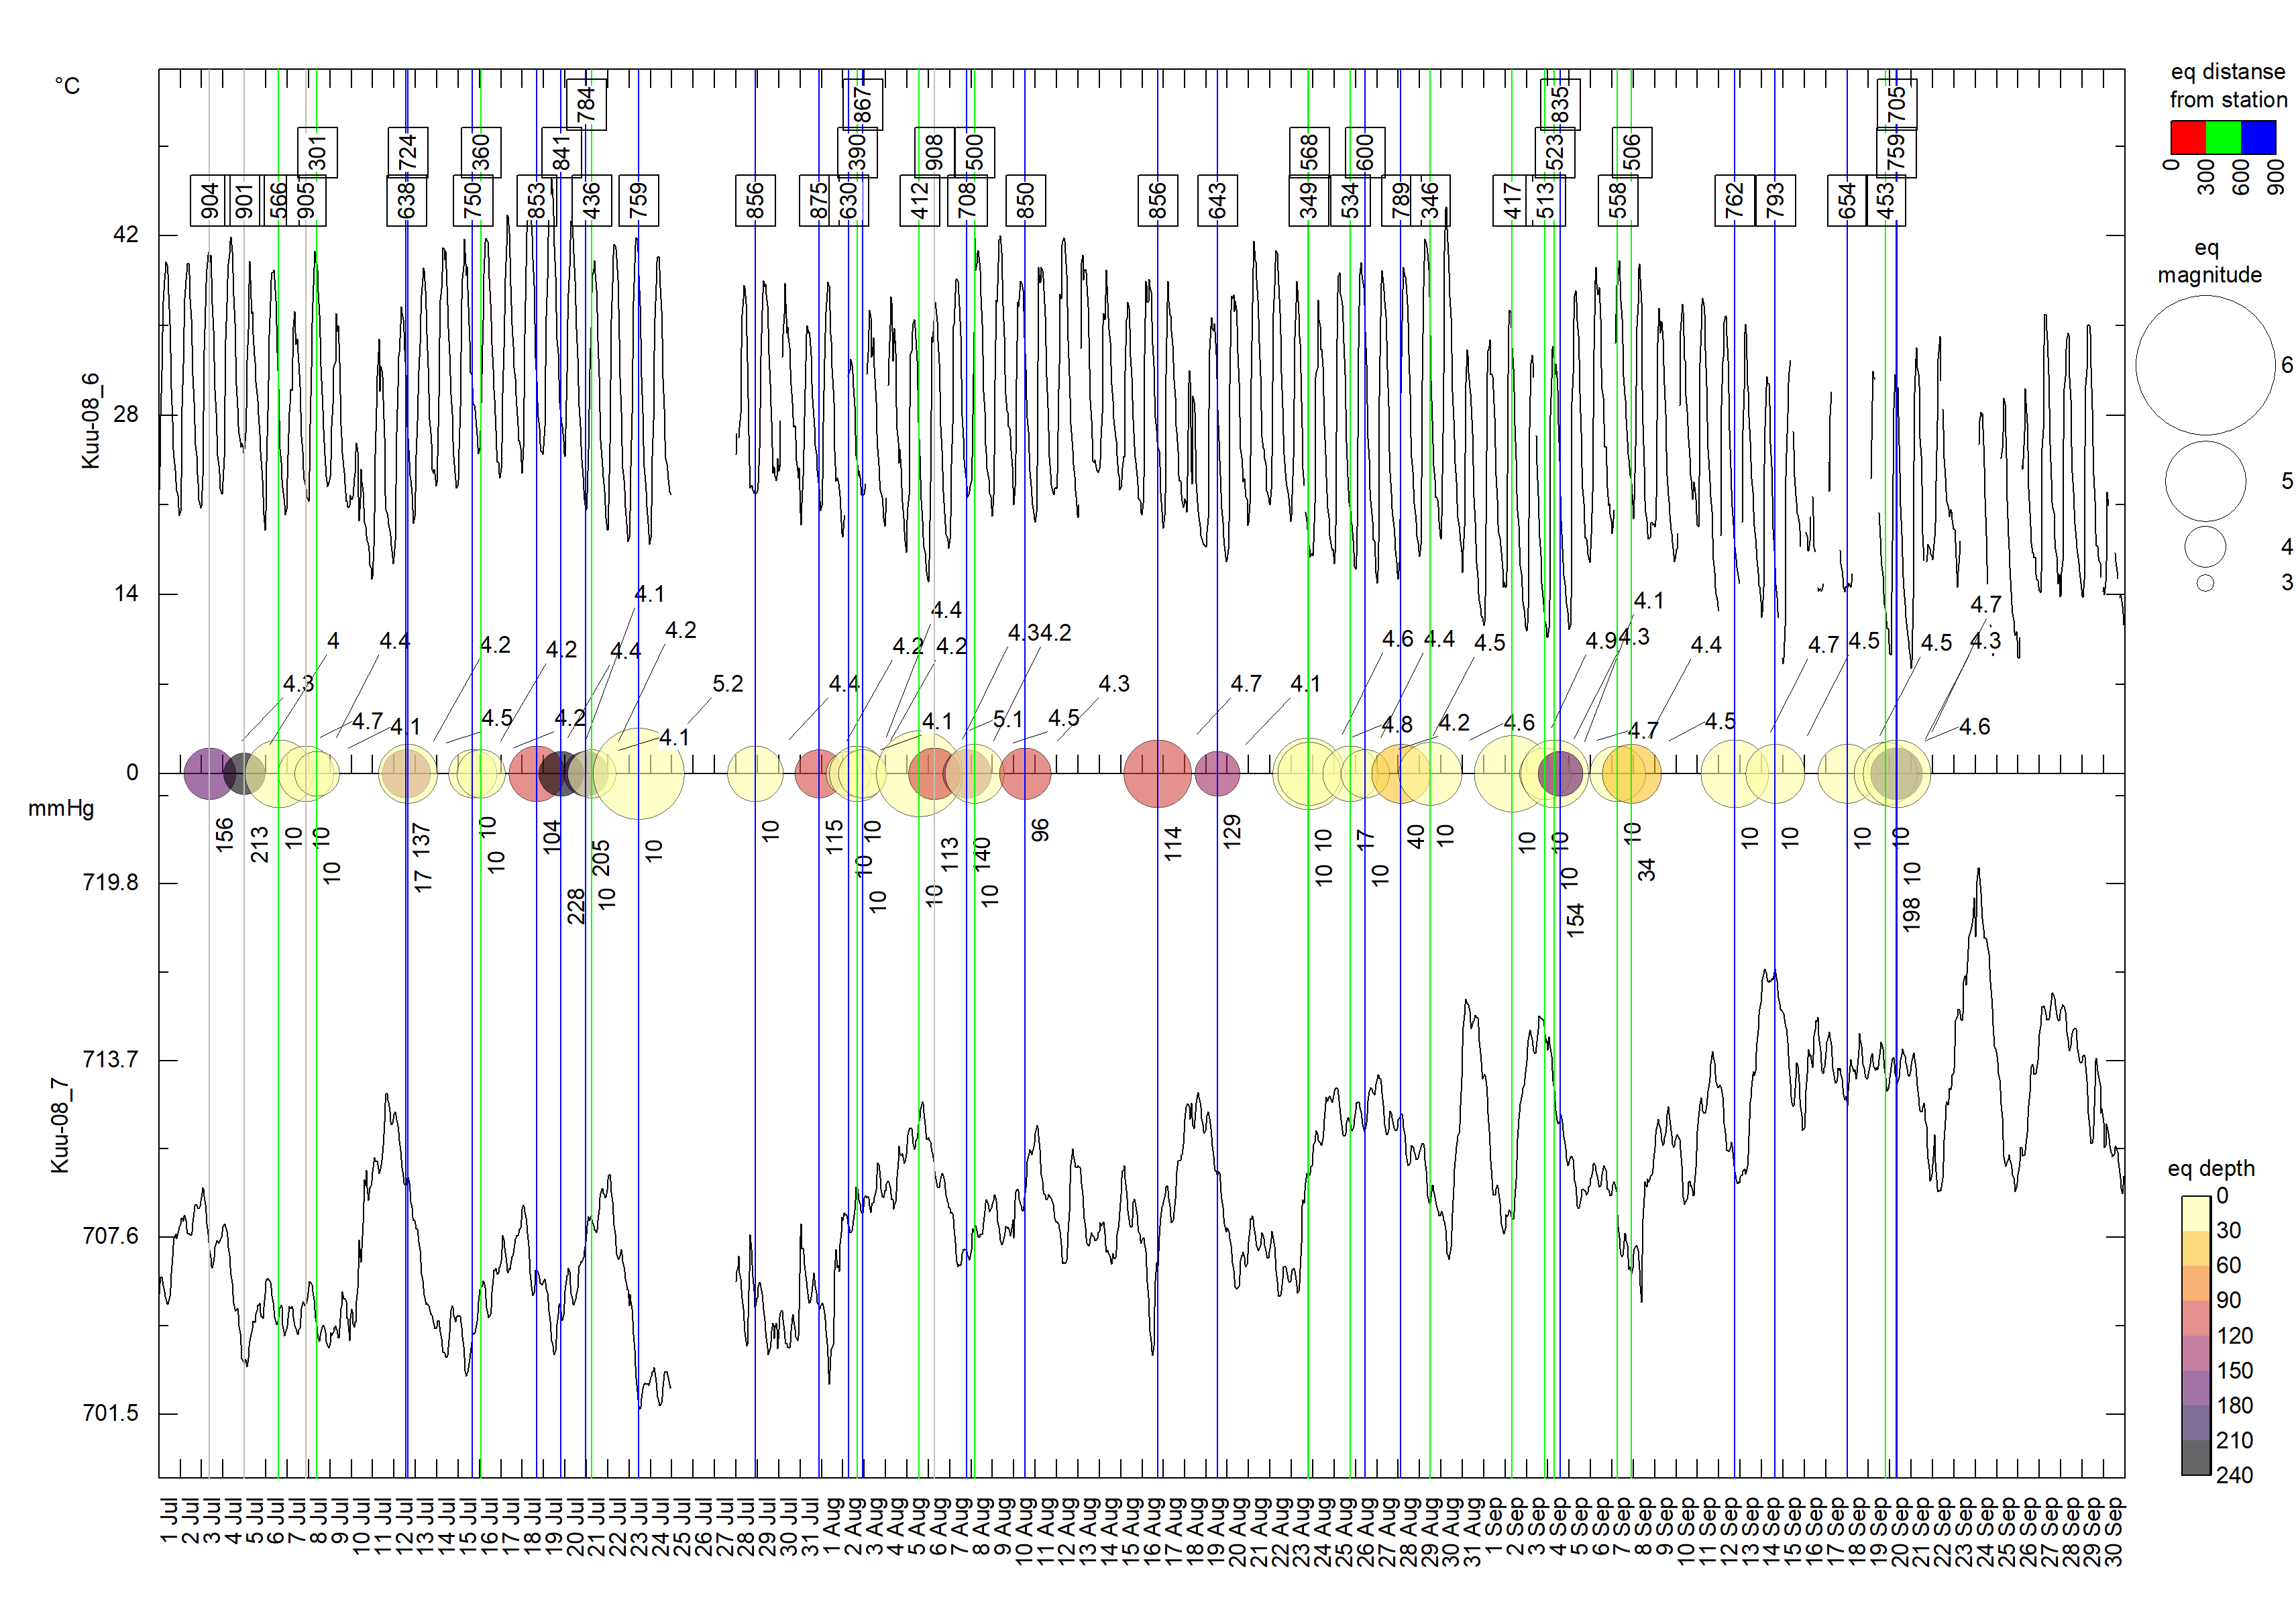 °C
eq distanse
from station
0
300
600
900
784
867
835
705
301
724
360
841
390
908
500
568
600
523
506
759
904
901
566
905
638
750
853
436
759
856
875
630
412
708
850
856
643
349
534
789
346
417
513
558
762
793
654
453
eq
magnitude
6
5
4
3
42
28
14
0
Kuu-08_6
4.1
4.4
4.1
4.7
4
4.4
4.2
4.2
4.4
4.2
4.2
4.2
4.3
4.2
4.6
4.4
4.5
4.9
4.3
4.4
4.7
4.5
4.5
4.3
4.3
5.2
4.4
4.3
4.7
4.1
4.7
4.1
4.5
4.2
4.1
4.1
5.1
4.5
4.8
4.2
4.6
4.7
4.5
4.6
mmHg
156
213
10
10
10
17
137
10
10
104
228
205
10
10
10
115
10
10
10
10
113
140
10
96
114
129
10
10
17
10
40
10
10
10
10
154
10
34
10
10
10
10
198
10
719.8
713.7
707.6
701.5
Kuu-08_7
eq depth
0
30
60
90
120
150
180
210
240
1 Jul
2 Jul
3 Jul
4 Jul
5 Jul
6 Jul
7 Jul
8 Jul
9 Jul
10 Jul
11 Jul
12 Jul
13 Jul
14 Jul
15 Jul
16 Jul
17 Jul
18 Jul
19 Jul
20 Jul
21 Jul
22 Jul
23 Jul
24 Jul
25 Jul
26 Jul
27 Jul
28 Jul
29 Jul
30 Jul
31 Jul
1 Aug
2 Aug
3 Aug
4 Aug
5 Aug
6 Aug
7 Aug
8 Aug
9 Aug
10 Aug
11 Aug
12 Aug
13 Aug
14 Aug
15 Aug
16 Aug
17 Aug
18 Aug
19 Aug
20 Aug
21 Aug
22 Aug
23 Aug
24 Aug
25 Aug
26 Aug
27 Aug
28 Aug
29 Aug
30 Aug
31 Aug
1 Sep
2 Sep
3 Sep
4 Sep
5 Sep
6 Sep
7 Sep
8 Sep
9 Sep
10 Sep
11 Sep
12 Sep
13 Sep
14 Sep
15 Sep
16 Sep
17 Sep
18 Sep
19 Sep
20 Sep
21 Sep
22 Sep
23 Sep
24 Sep
25 Sep
26 Sep
27 Sep
28 Sep
29 Sep
30 Sep